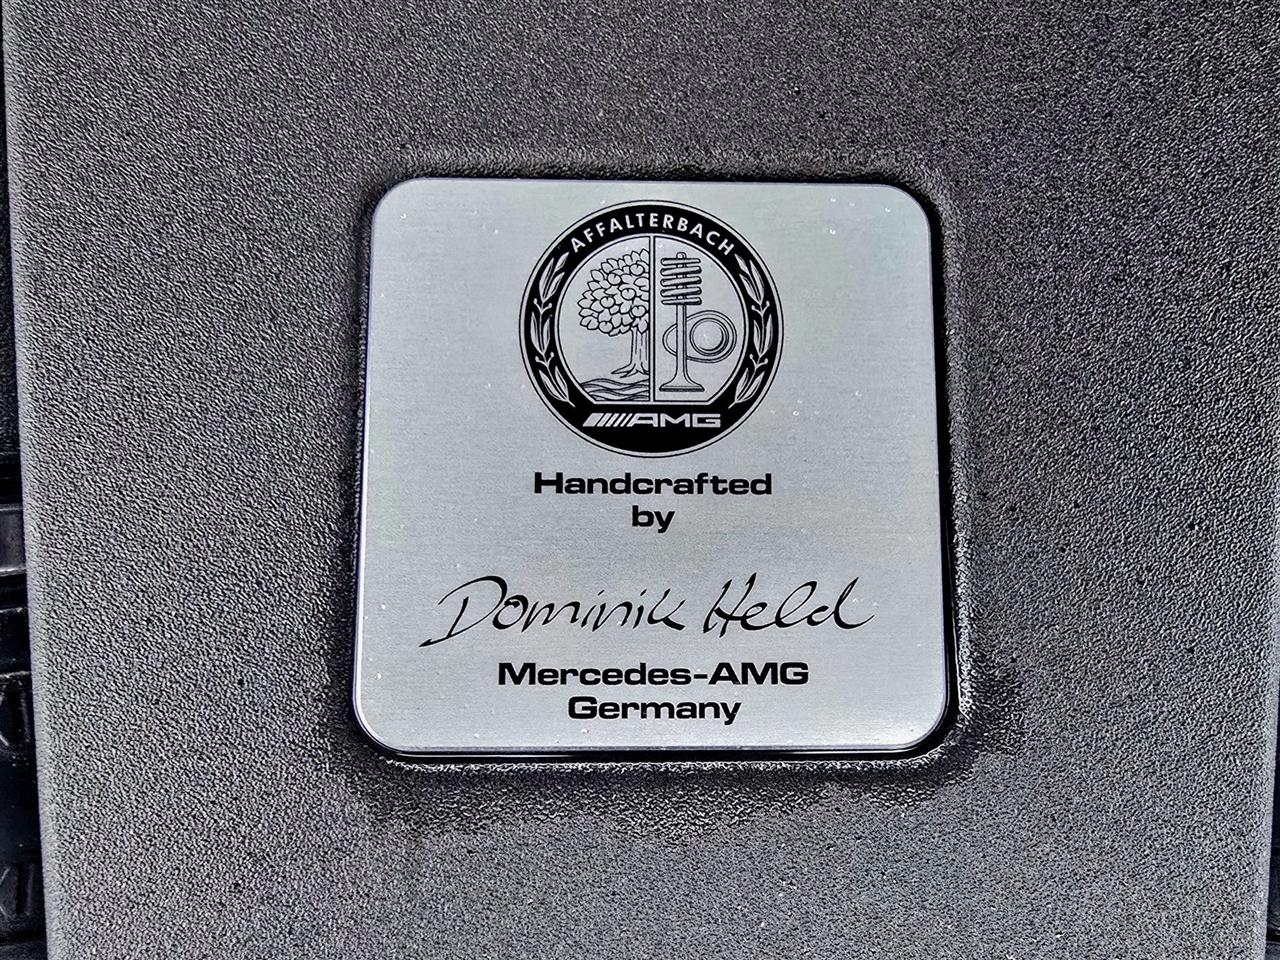 AFFALTERBACH
AMG
Handcrafted
by
Dominik Held
Mercedes-AMG
Germany